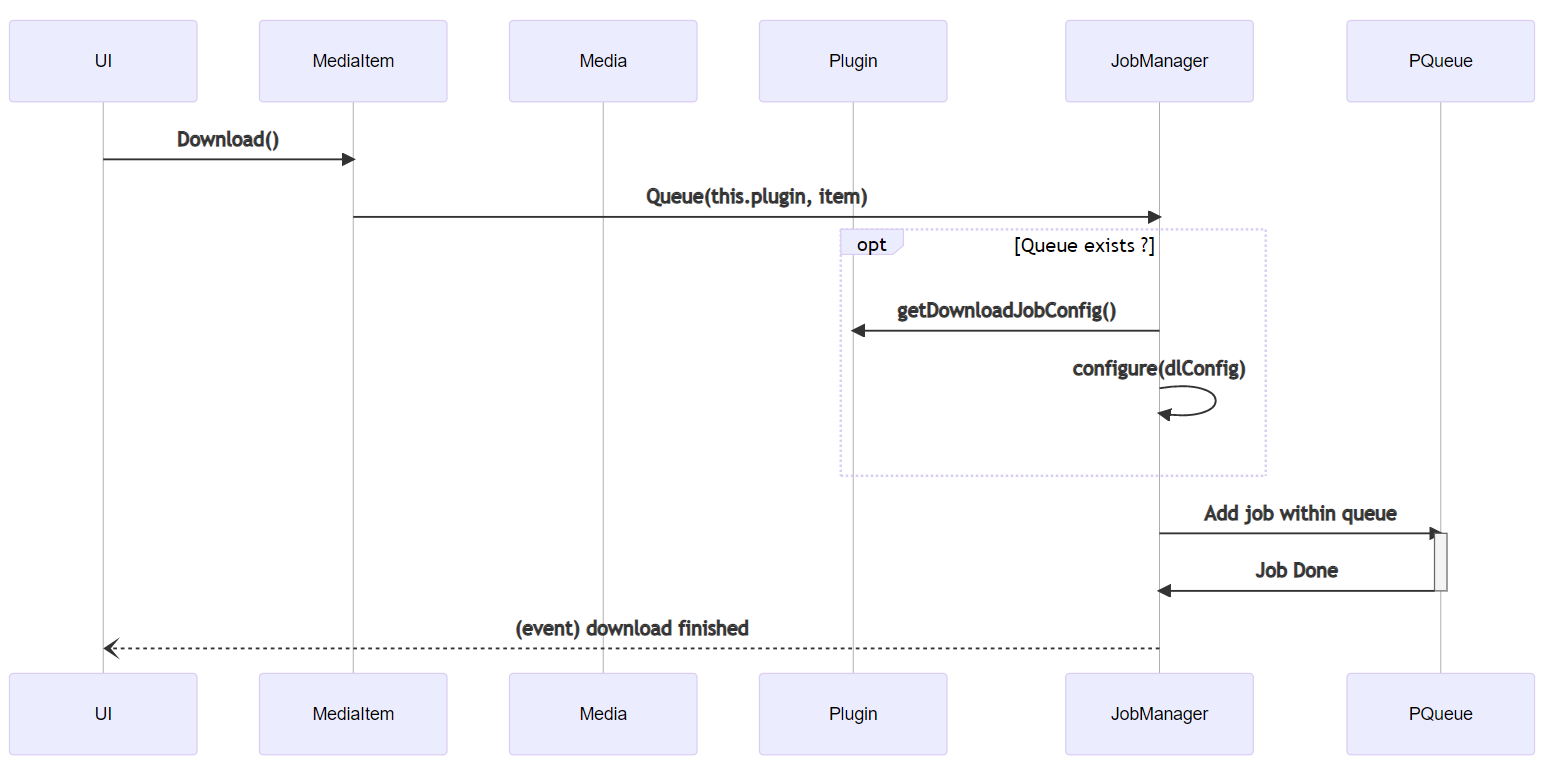 UI
MediaItem
Media
Plugin
JobManager
PQueue
Download()
Queue(this.plugin, item)
opt
[Queue exists ?]
getDownloadJobConfig()
configure(dlConfig)
Add job within queue
Job Done
(event) download finished
UI
MediaItem
Media
Plugin
JobManager
PQueue